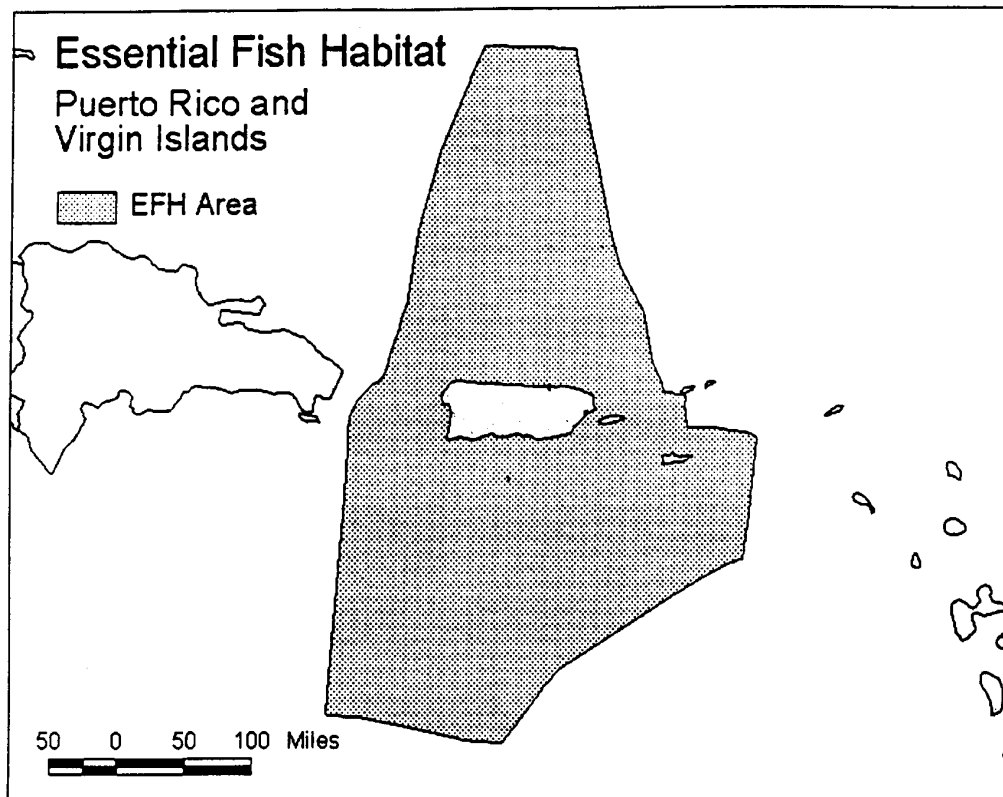 Essential Fish Habitat
Puerto Rico and
Virgin Islands
EFH Area
50 0 50 100 Miles